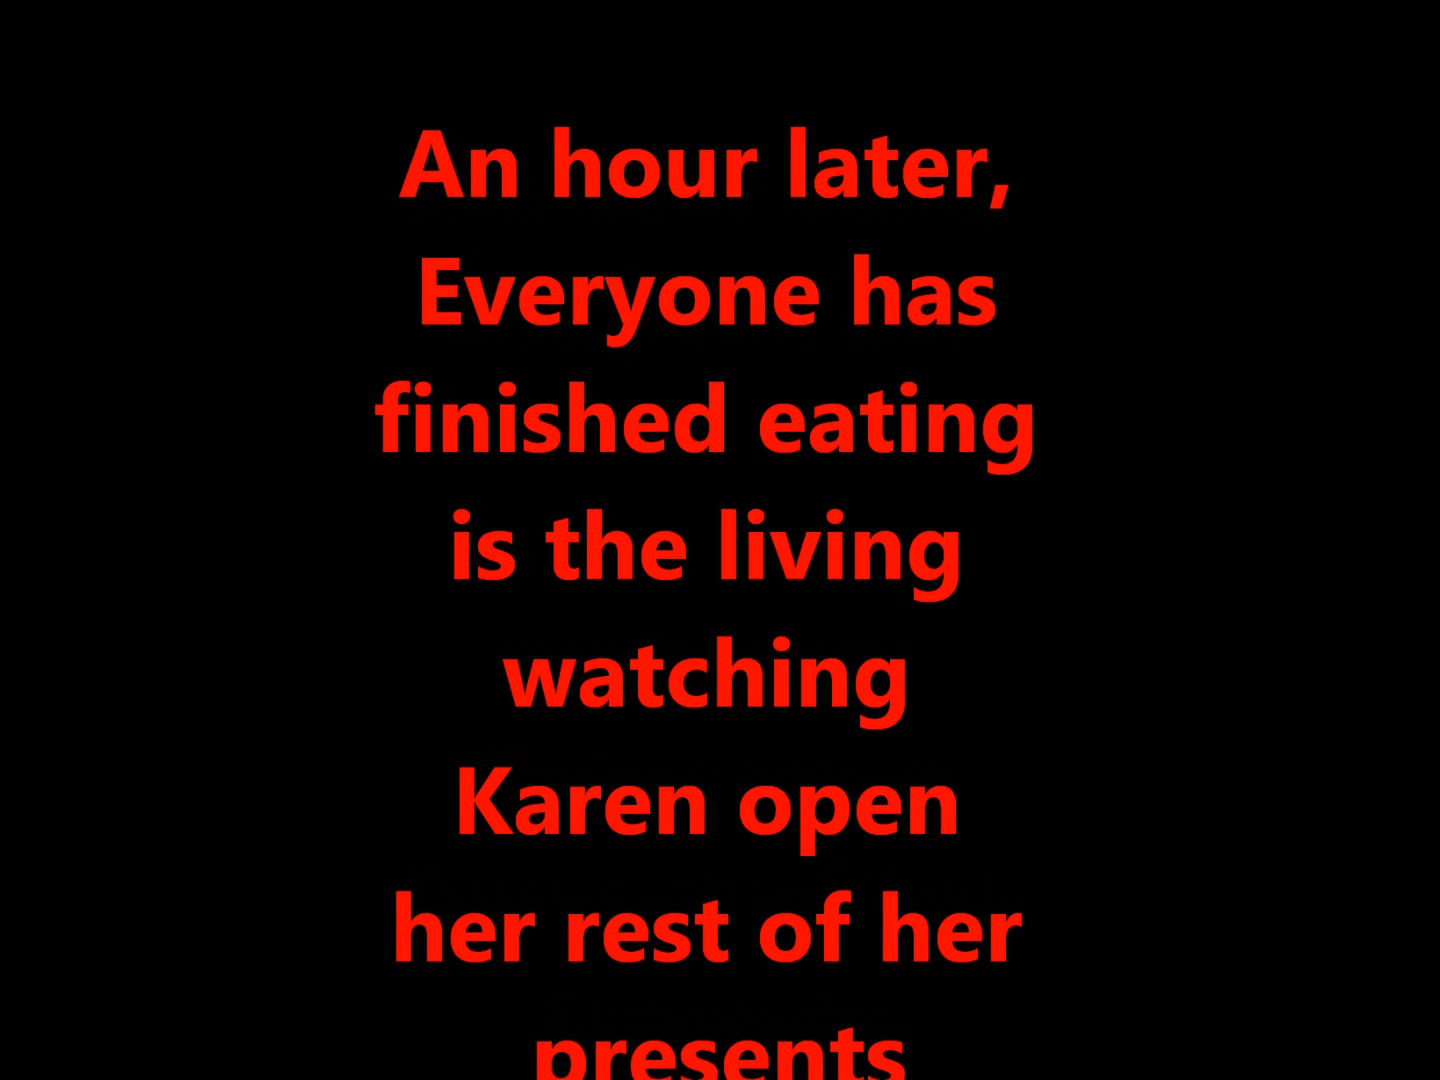 An hour later,
Everyone has
finished eating
is the living
watching
Karen open
her rest of her
presents